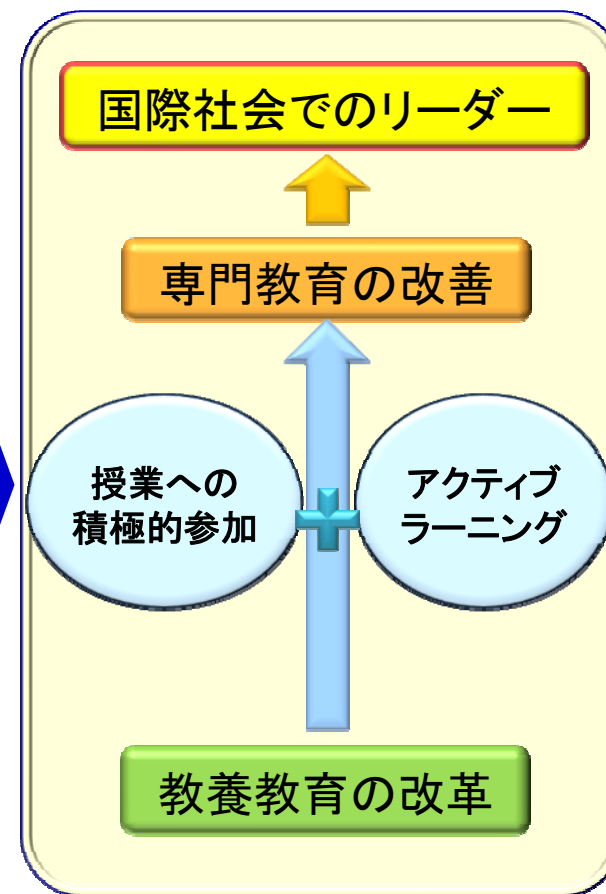 国際社会でのリーダー
専門教育の改善
授業への
積極的参加
アクティブ
ラーニング
教養教育の改革